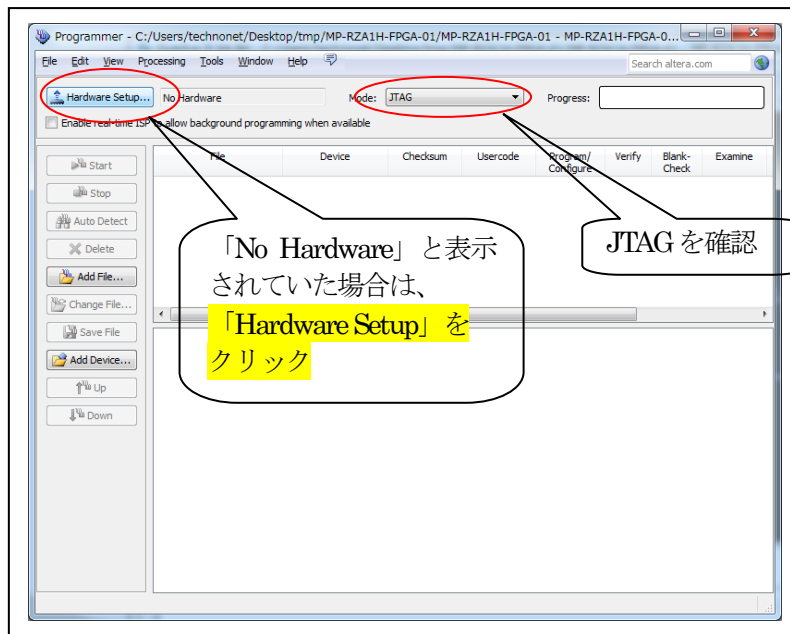 Programmer - C:/Users/technonet/Desktop/tmp/MP-RZA1H-FPGA-01/MP-RZA1H-FPGA-01 - MP-RZA1H-FPGA-0...
File Edit View Processing Tools Window Help
Search altera.com
Hardware Setup... No Hardware Mode: JTAG Progress:
Enable real-time ISP to allow background programming when available
File Device Checksum Usercode Program/ Verify Blank- Examine
Configure Check
Start
Stop
Auto Detect
Delete
Add File...
Change File...
Save File
Add Device...
Up
Down
「No Hardware」と表示
されていた場合は、
「Hardware Setup」を
クリック
JTAG を確認